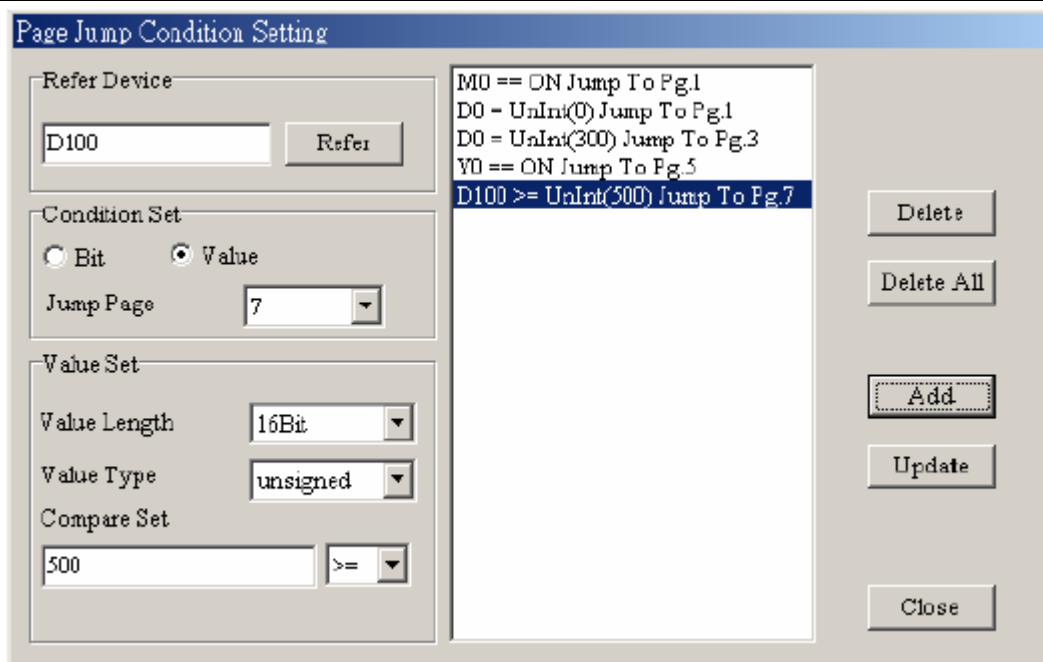 Page Jump Condition Setting
Refer Device
D100
Refer
Condition Set
Bit
Value
Jump Page
7
Value Set
Value Length
16Bit
Value Type
unsigned
Compare Set
500
>=
M0 == ON Jump To Pg.1
D0 = UnInt(0) Jump To Pg.1
D0 = UnInt(300) Jump To Pg.3
Y0 == ON Jump To Pg.5
D100 >= UnInt(500) Jump To Pg.7
Delete
Delete All
Add
Update
Close